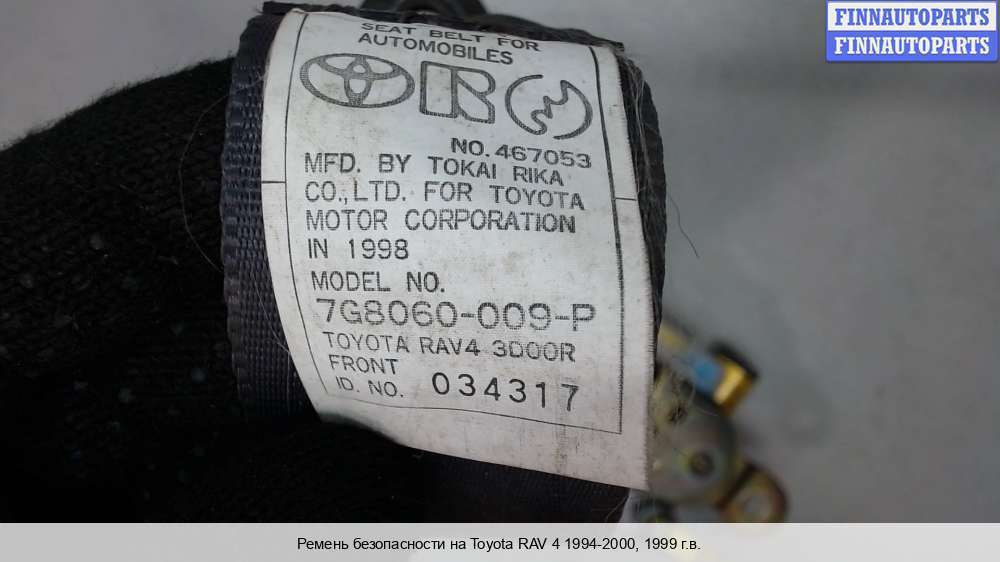 FINNAUTOPARTS
FINNAUTOPARTS
SEAT BELT FOR
AUTOMOBILES
NO. 467053
MFD. BY TOKAI RIKA
CO., LTD. FOR TOYOTA
MOTOR CORPORATION
IN 1998
MODEL NO.
7G8060-009-P
TOYOTA RAV4 3DOOR
FRONT
ID. NO. 034317
Ремень безопасности на Toyota RAV 4 1994-2000, 1999 г.в.